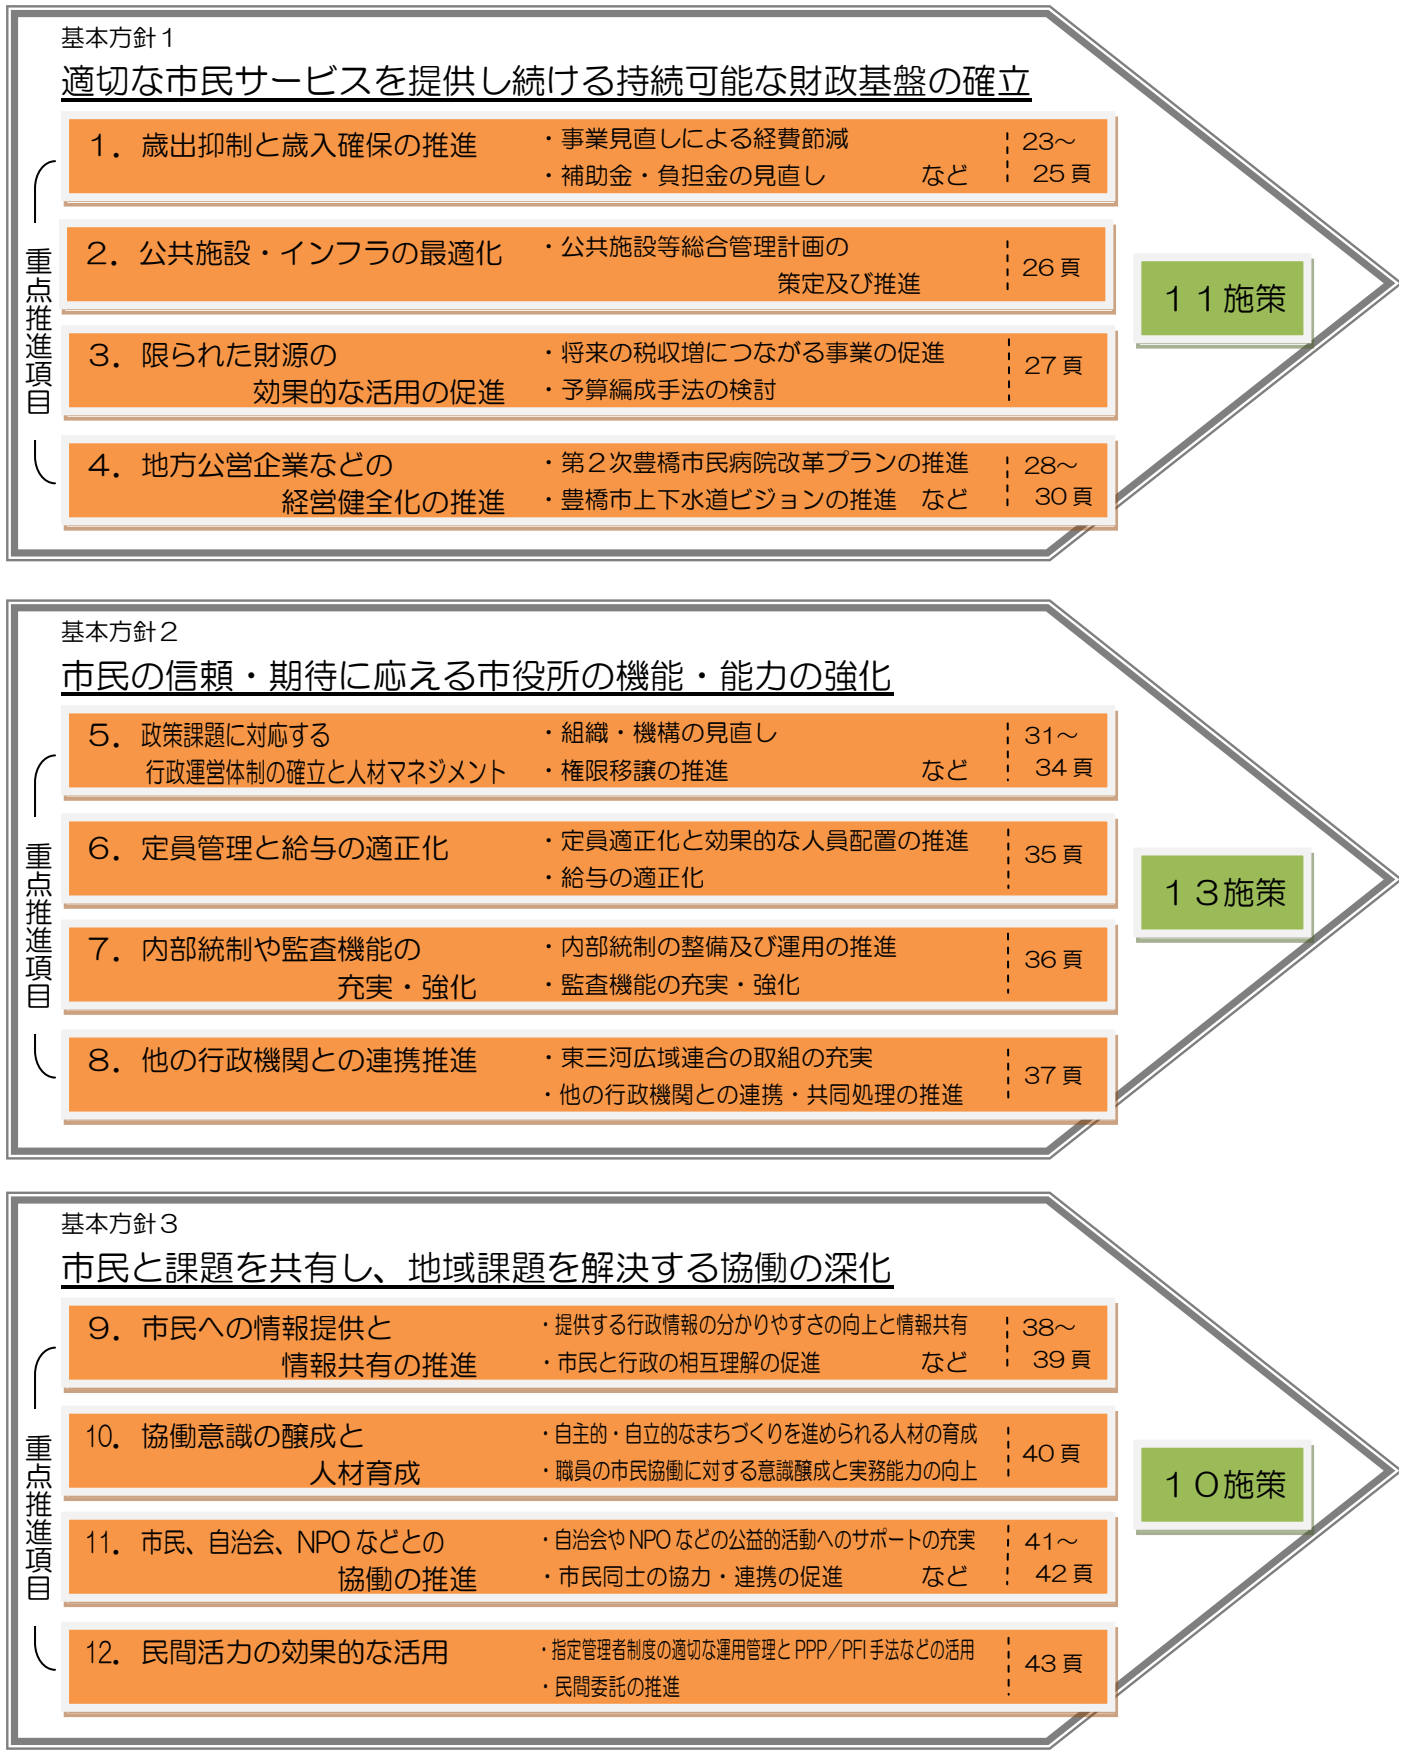 基本方針１
適切な市民サービスを提供し続ける持続可能な財政基盤の確立
重点推進項目
１．歳出抑制と歳入確保の推進
・事業見直しによる経費節減
・補助金・負担金の見直し　　　　など
23～
25 頁
２．公共施設・インフラの最適化
・公共施設等総合管理計画の
策定及び推進
26 頁
３．限られた財源の
効果的な活用の促進
・将来の税収増につながる事業の促進
・予算編成手法の検討
27 頁
４．地方公営企業などの
経営健全化の推進
・第２次豊橋市民病院改革プランの推進
・豊橋市上下水道ビジョンの推進　など
28～
30 頁
１１施策
基本方針２
市民の信頼・期待に応える市役所の機能・能力の強化
重点推進項目
５．政策課題に対応する
行政運営体制の確立と人材マネジメント
・組織・機構の見直し
・権限移譲の推進　　　　　　　　など
31～
34 頁
６．定員管理と給与の適正化
・定員適正化と効果的な人員配置の推進
・給与の適正化
35 頁
７．内部統制や監査機能の
充実・強化
・内部統制の整備及び運用の推進
・監査機能の充実・強化
36 頁
８．他の行政機関との連携推進
・東三河広域連合の取組の充実
・他の行政機関との連携・共同処理の推進
37 頁
１３施策
基本方針３
市民と課題を共有し、地域課題を解決する協働の深化
重点推進項目
９．市民への情報提供と
情報共有の推進
・提供する行政情報の分かりやすさの向上と情報共有
・市民と行政の相互理解の促進　　　　など
38～
39 頁
10．協働意識の醸成と
人材育成
・自主的・自立的なまちづくりを進められる人材の育成
・職員の市民協働に対する意識醸成と実務能力の向上
40 頁
11．市民、自治会、NPO などとの
協働の推進
・自治会や NPO などの公益的活動へのサポートの充実
・市民同士の協力・連携の促進　　　など
41～
42 頁
12．民間活力の効果的な活用
・指定管理者制度の適切な運用管理と PPP／PFI 手法などの活用
・民間委託の推進
43 頁
１０施策